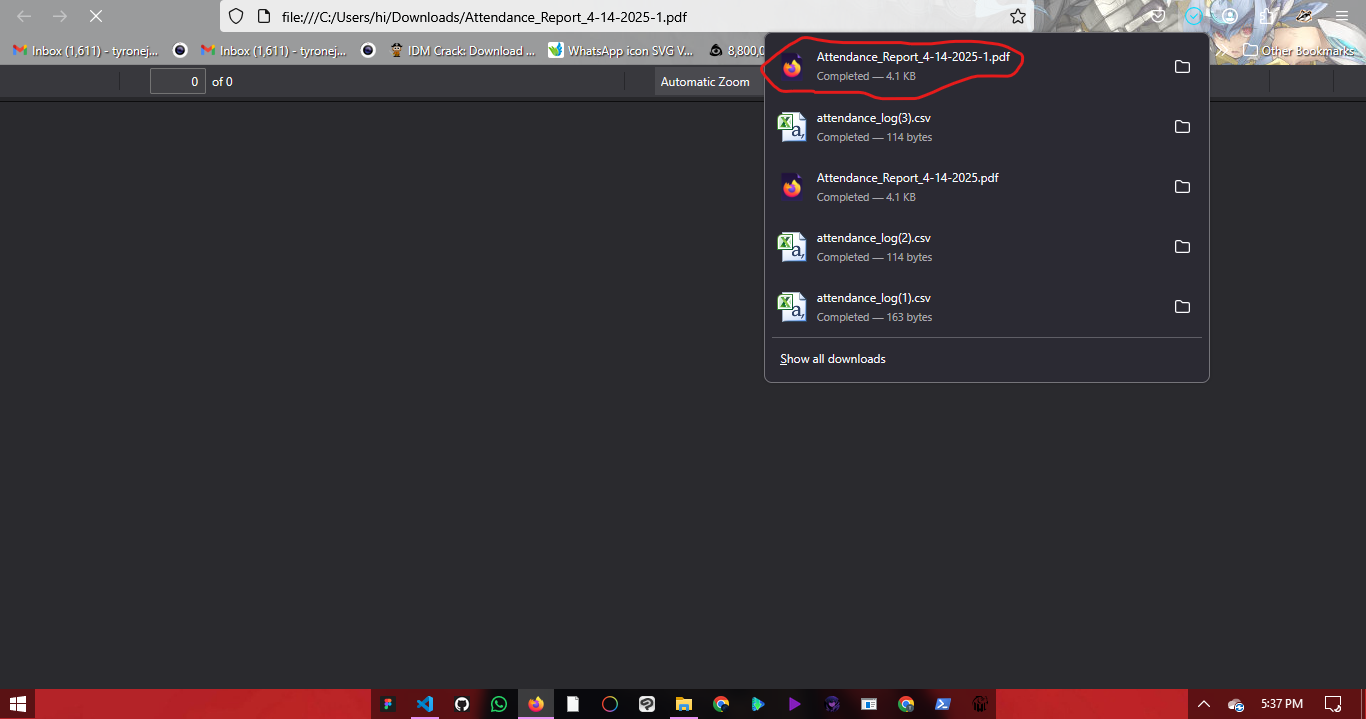 file:///C:/Users/hi/Downloads/Attendance_Report_4-14-2025-1.pdf
Inbox (1,611) - tyronej...
Inbox (1,611) - tyronej...
IDM Crack: Download ...
WhatsApp icon SVG V...
8,800,0
Other Bookmarks
0 of 0
Automatic Zoom
Attendance_Report_4-14-2025-1.pdf
Completed — 4.1 KB
attendance_log(3).csv
Completed — 114 bytes
Attendance_Report_4-14-2025.pdf
Completed — 4.1 KB
attendance_log(2).csv
Completed — 114 bytes
attendance_log(1).csv
Completed — 163 bytes
Show all downloads
5:37 PM